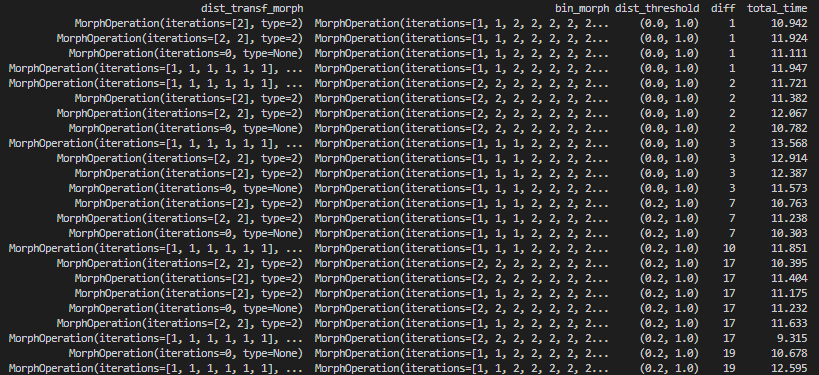 dist_transf_morph bin_morph dist_threshold diff total_time
MorphOperation(iterations=[2], type=2) MorphOperation(iterations=[1, 1, 2, 2, 2, 2, 2... (0.0, 1.0) 1 10.942
MorphOperation(iterations=[2, 2], type=2) MorphOperation(iterations=[1, 1, 2, 2, 2, 2, 2... (0.0, 1.0) 1 11.924
MorphOperation(iterations=0, type=None) MorphOperation(iterations=[1, 1, 2, 2, 2, 2, 2... (0.0, 1.0) 1 11.111
MorphOperation(iterations=[1, 1, 1, 1, 1, 1], ... MorphOperation(iterations=[1, 1, 2, 2, 2, 2, 2... (0.0, 1.0) 1 11.947
MorphOperation(iterations=[1, 1, 1, 1, 1, 1], ... MorphOperation(iterations=[2, 2, 2, 2, 2, 2, 2... (0.0, 1.0) 2 11.721
MorphOperation(iterations=[2], type=2) MorphOperation(iterations=[2, 2, 2, 2, 2, 2, 2... (0.0, 1.0) 2 11.382
MorphOperation(iterations=[2, 2], type=2) MorphOperation(iterations=[2, 2, 2, 2, 2, 2, 2... (0.0, 1.0) 2 12.067
MorphOperation(iterations=0, type=None) MorphOperation(iterations=[2, 2, 2, 2, 2, 2, 2... (0.0, 1.0) 2 10.782
MorphOperation(iterations=[1, 1, 1, 1, 1, 1], ... MorphOperation(iterations=[1, 1, 1, 2, 2, 2, 2... (0.0, 1.0) 3 13.568
MorphOperation(iterations=[2, 2], type=2) MorphOperation(iterations=[1, 1, 1, 2, 2, 2, 2... (0.0, 1.0) 3 12.914
MorphOperation(iterations=[2], type=2) MorphOperation(iterations=[1, 1, 1, 2, 2, 2, 2... (0.0, 1.0) 3 12.387
MorphOperation(iterations=0, type=None) MorphOperation(iterations=[1, 1, 1, 2, 2, 2, 2... (0.0, 1.0) 3 11.573
MorphOperation(iterations=[2], type=2) MorphOperation(iterations=[1, 1, 1, 2, 2, 2, 2... (0.2, 1.0) 7 10.763
MorphOperation(iterations=[2, 2], type=2) MorphOperation(iterations=[1, 1, 1, 2, 2, 2, 2... (0.2, 1.0) 7 11.238
MorphOperation(iterations=0, type=None) MorphOperation(iterations=[1, 1, 1, 2, 2, 2, 2... (0.2, 1.0) 7 10.303
MorphOperation(iterations=[1, 1, 1, 1, 1, 1], ... MorphOperation(iterations=[1, 1, 1, 2, 2, 2, 2... (0.2, 1.0) 10 11.851
MorphOperation(iterations=[2, 2], type=2) MorphOperation(iterations=[2, 2, 2, 2, 2, 2, 2... (0.2, 1.0) 17 10.395
MorphOperation(iterations=[2], type=2) MorphOperation(iterations=[2, 2, 2, 2, 2, 2, 2... (0.2, 1.0) 17 11.404
MorphOperation(iterations=[2], type=2) MorphOperation(iterations=[1, 1, 2, 2, 2, 2, 2... (0.2, 1.0) 17 11.175
MorphOperation(iterations=0, type=None) MorphOperation(iterations=[2, 2, 2, 2, 2, 2, 2... (0.2, 1.0) 17 11.232
MorphOperation(iterations=[2, 2], type=2) MorphOperation(iterations=[1, 1, 2, 2, 2, 2, 2... (0.2, 1.0) 17 11.633
MorphOperation(iterations=[1, 1, 1, 1, 1, 1], ... MorphOperation(iterations=[2, 2, 2, 2, 2, 2, 2... (0.2, 1.0) 17 9.315
MorphOperation(iterations=0, type=None) MorphOperation(iterations=[1, 1, 2, 2, 2, 2, 2... (0.2, 1.0) 19 10.678
MorphOperation(iterations=[1, 1, 1, 1, 1, 1], ... MorphOperation(iterations=[1, 1, 2, 2, 2, 2, 2... (0.2, 1.0) 19 12.595